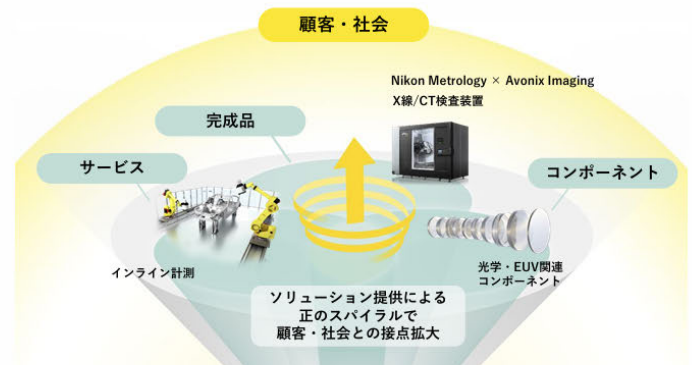 顧客・社会
Nikon Metrology × Avonix Imaging
X線/CT検査装置
完成品
サービス
コンポーネント
インライン計測
光学・EUV関連
コンポーネント
ソリューション提供による
正のスパイラルで
顧客・社会との接点拡大